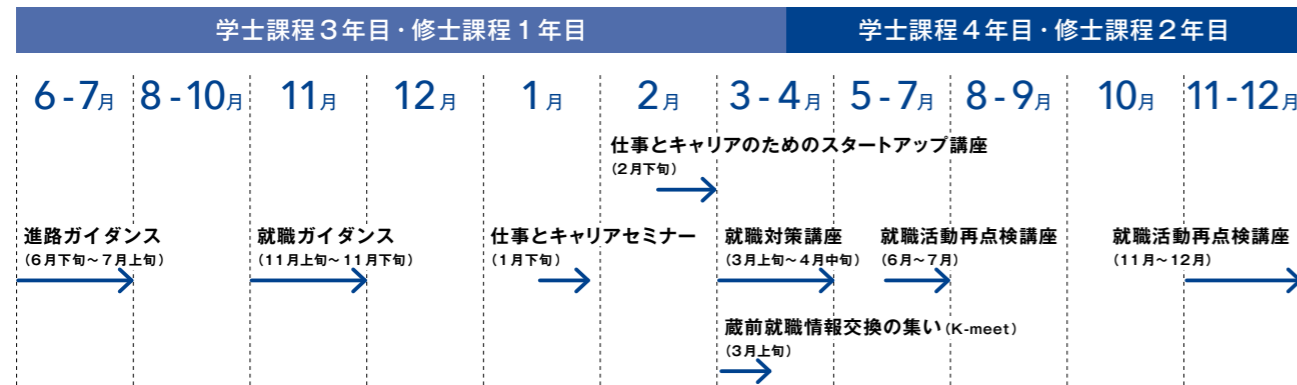 学士課程3年目・修士課程1年目
学士課程4年目・修士課程2年目
6-7月
8-10月
11月
12月
1月
2月
3-4月
5-7月
8-9月
10月
11-12月
仕事とキャリアのためのスタートアップ講座
(2月下旬)
進路ガイダンス
(6月下旬〜7月上旬)
就職ガイダンス
(11月上旬〜11月下旬)
仕事とキャリアセミナー
(1月下旬)
就職対策講座
(3月上旬〜4月中旬)
就職活動再点検講座
(6月〜7月)
就職活動再点検講座
(11月〜12月)
蔵前就職情報交換の集い(K-meet)
(3月上旬)